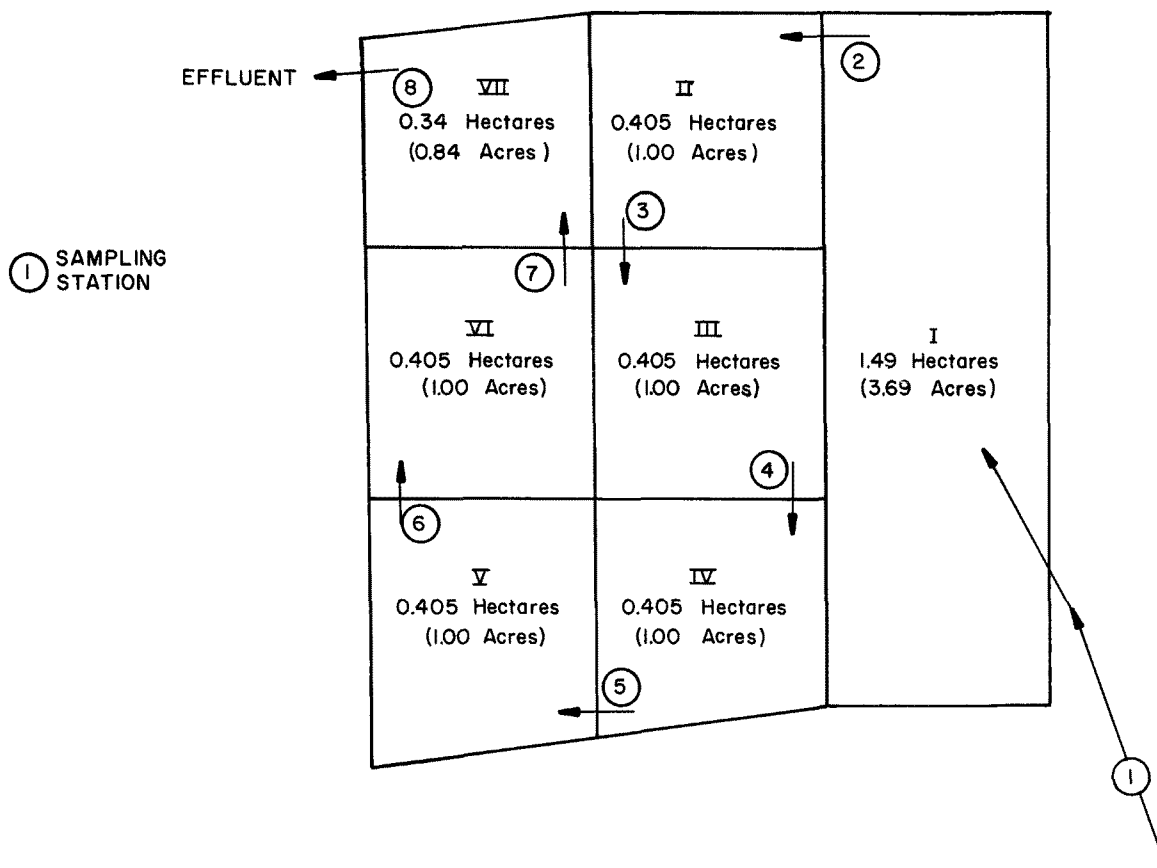 2
EFFLUENT
8
VII
0.34 Hectares
(0.84 Acres)
II
0.405 Hectares
(1.00 Acres)
3
1 SAMPLING
STATION
7
VI
0.405 Hectares
(1.00 Acres)
III
0.405 Hectares
(1.00 Acres)
I
1.49 Hectares
(3.69 Acres)
4
6
V
0.405 Hectares
(1.00 Acres)
IV
0.405 Hectares
(1.00 Acres)
5
1